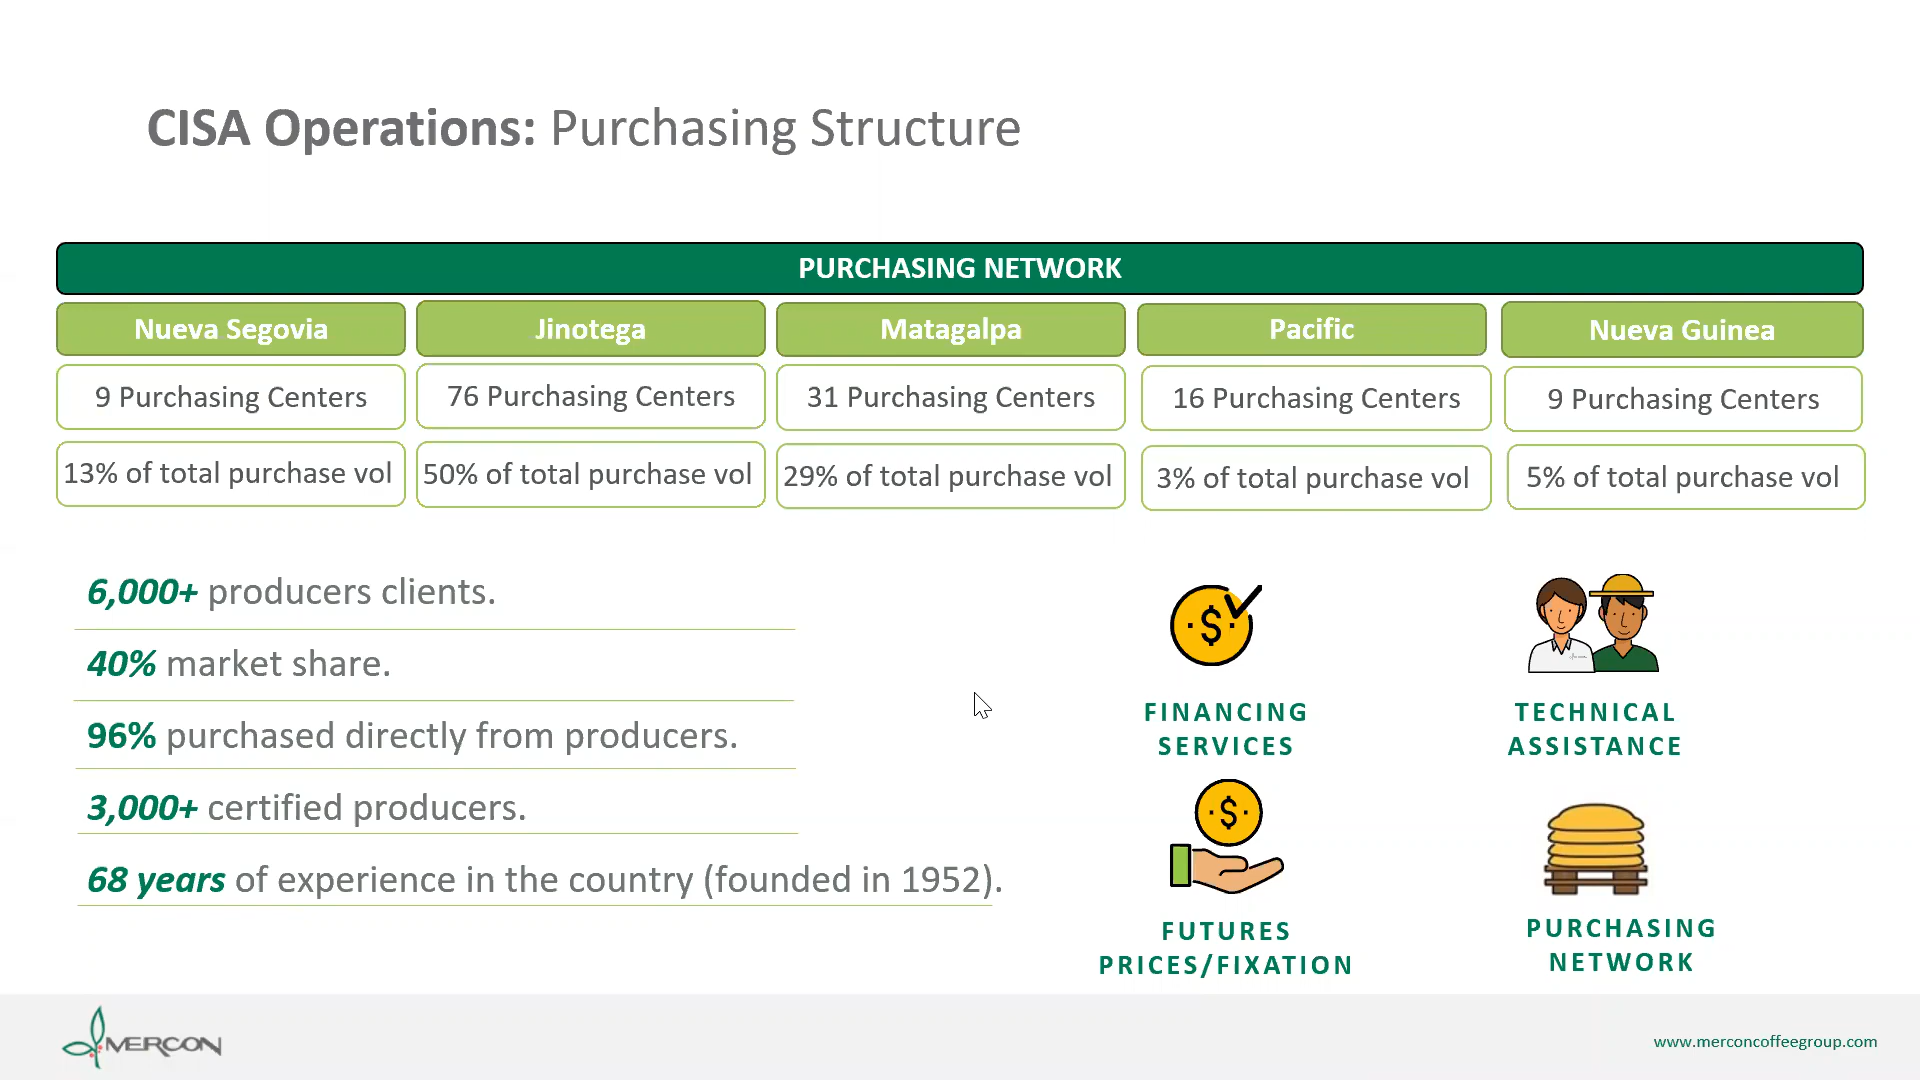 CISA Operations: Purchasing Structure
PURCHASING NETWORK
Nueva Segovia
Jinotega
Matagalpa
Pacific
Nueva Guinea
9 Purchasing Centers
76 Purchasing Centers
31 Purchasing Centers
16 Purchasing Centers
9 Purchasing Centers
13% of total purchase vol
50% of total purchase vol
29% of total purchase vol
3% of total purchase vol
5% of total purchase vol
6,000+ producers clients.
40% market share.
96% purchased directly from producers.
3,000+ certified producers.
68 years of experience in the country (founded in 1952).
FINANCING
SERVICES
TECHNICAL
ASSISTANCE
FUTURES
PRICES/FIXATION
PURCHASING
NETWORK
MERCON
www.merconcoffeegroup.com